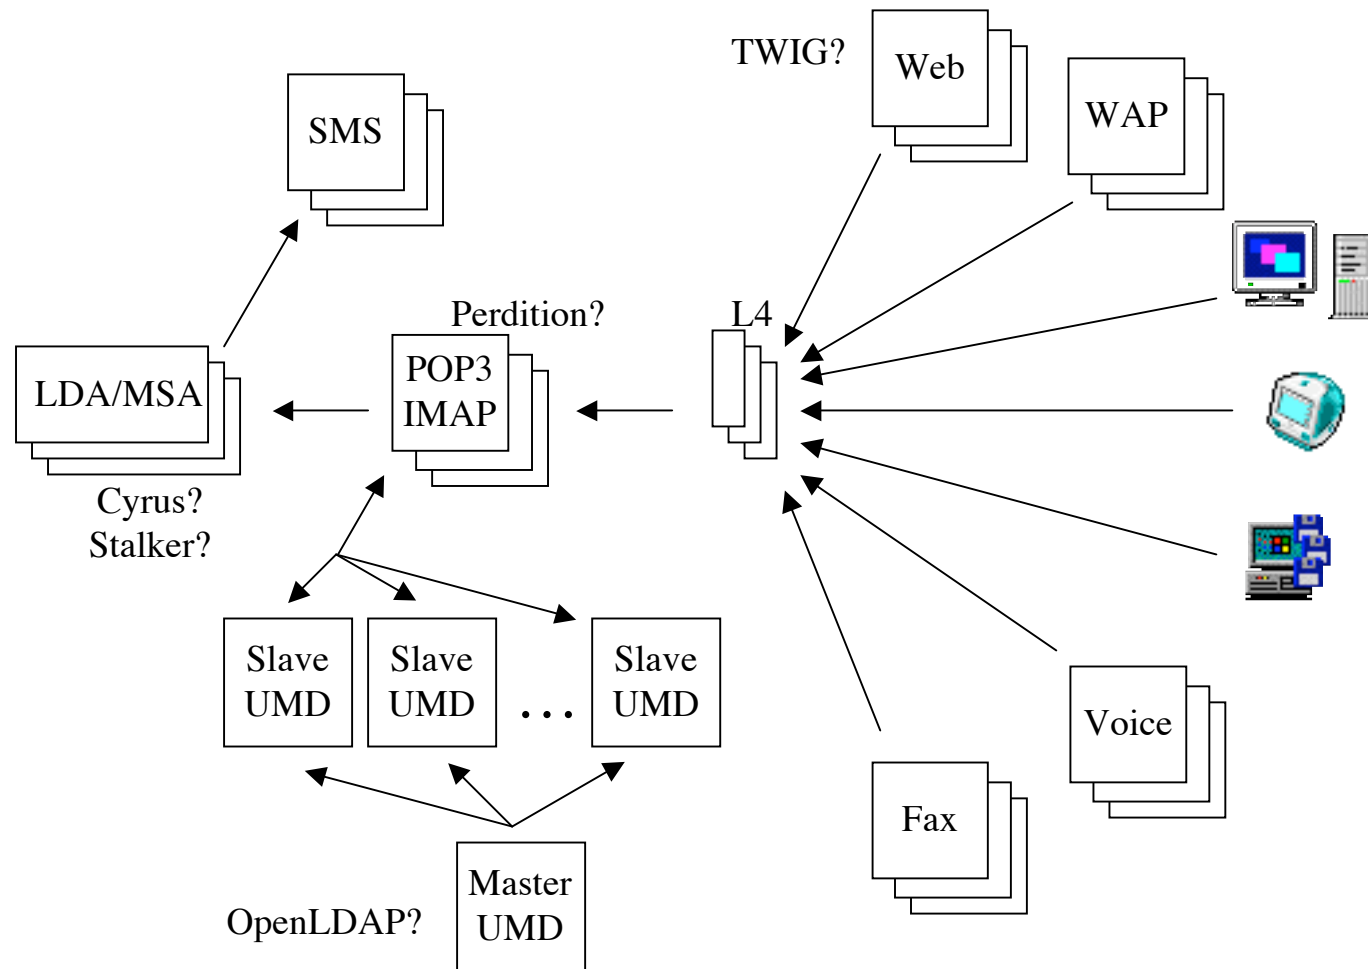 TWIG?
Web
WAP
SMS
Perdition?
L4
POP3
IMAP
LDA/MSA
Cyrus?
Stalker?
Slave
UMD
Slave
UMD
...
Slave
UMD
Voice
Fax
Master
UMD
OpenLDAP?